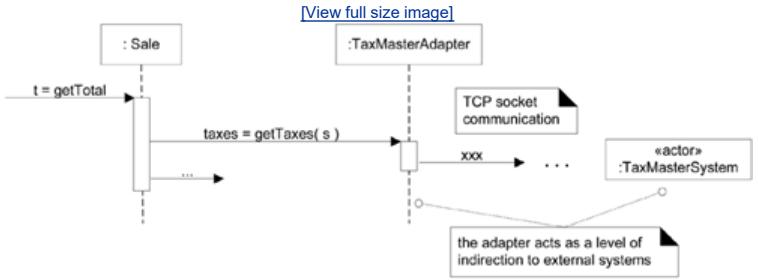 [View full size image]
: Sale
:TaxMasterAdapter
t = getTotal
TCP socket
communication
taxes = getTaxes( s )
xxx
. . .
«actor»
:TaxMasterSystem
...
the adapter acts as a level of
indirection to external systems